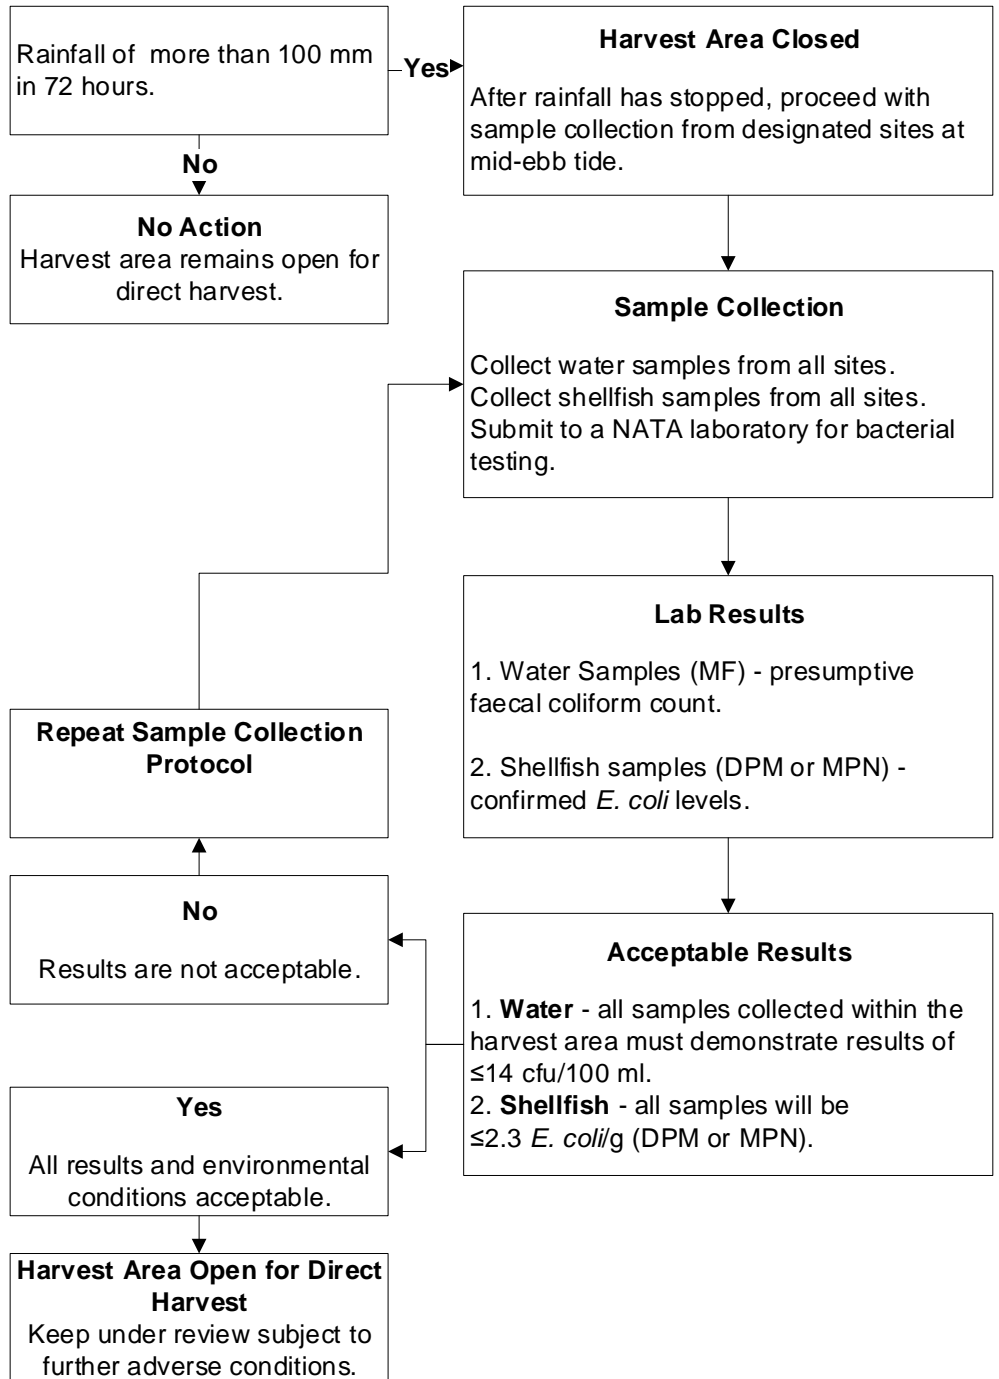 Rainfall of more than 100 mm
in 72 hours.
Yes
Harvest Area Closed
After rainfall has stopped, proceed with
sample collection from designated sites at
mid-ebb tide.
No
No Action
Harvest area remains open for
direct harvest.
Sample Collection
Collect water samples from all sites.
Collect shellfish samples from all sites.
Submit to a NATA laboratory for bacterial
testing.
Lab Results
1. Water Samples (MF) - presumptive
faecal coliform count.
2. Shellfish samples (DPM or MPN) -
confirmed E. coli levels.
Repeat Sample Collection
Protocol
No
Results are not acceptable.
Acceptable Results
1. Water - all samples collected within the
harvest area must demonstrate results of
≤14 cfu/100 ml.
2. Shellfish - all samples will be
≤2.3 E. coli/g (DPM or MPN).
Yes
All results and environmental
conditions acceptable.
Harvest Area Open for Direct
Harvest
Keep under review subject to
further adverse conditions.